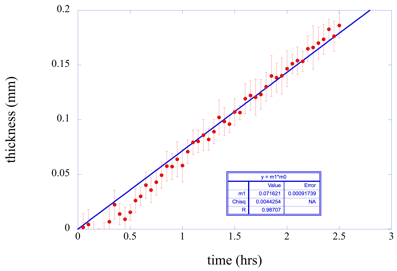 0.2
0.15
0.1
0.05
0
thickness (mm)
0 0.5 1 1.5 2 2.5 3
time (hrs)
y = m1*m0
Value Error
m1 0.071621 0.00091739
Chisq 0.0044254 NA
R 0.98707